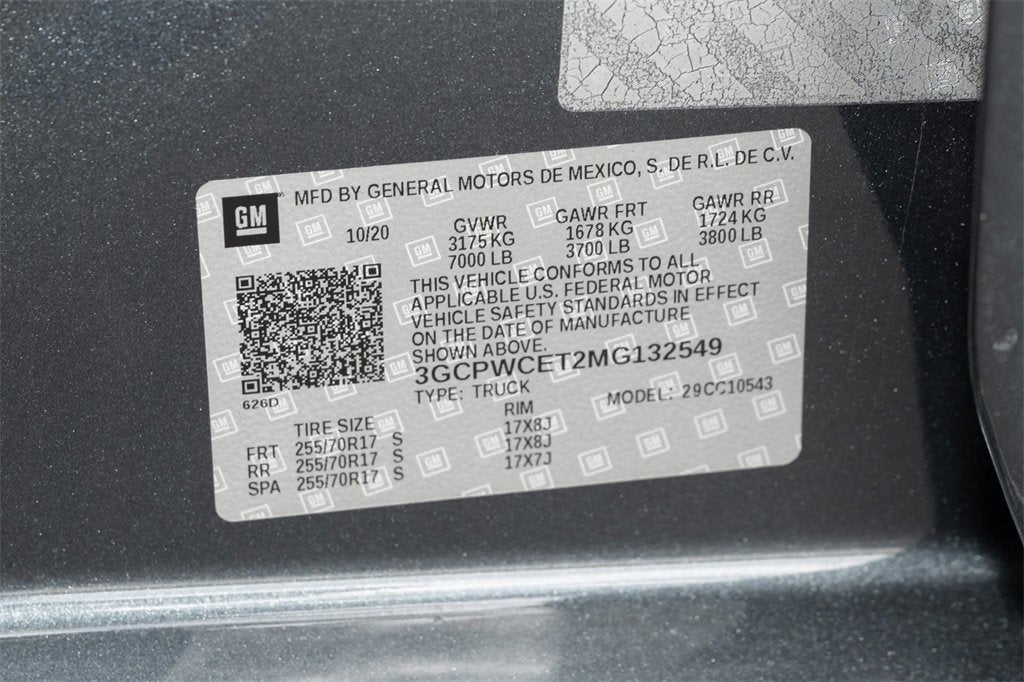 GM
MFD BY GENERAL MOTORS DE MEXICO, S. DE R.L. DE C.V.
10/20
GVWR GAWR FRT GAWR RR
3175 KG 1678 KG 1724 KG
7000 LB 3700 LB 3800 LB
THIS VEHICLE CONFORMS TO ALL
APPLICABLE U.S. FEDERAL MOTOR
VEHICLE SAFETY STANDARDS IN EFFECT
ON THE DATE OF MANUFACTURE
SHOWN ABOVE.
3GCPWCET2MG132549
626D
TYPE: TRUCK MODEL: 29CC10543
TIRE SIZE RIM
FRT 255/70R17 S 17X8J
RR 255/70R17 S 17X8J
SPA 255/70R17 S 17X7J